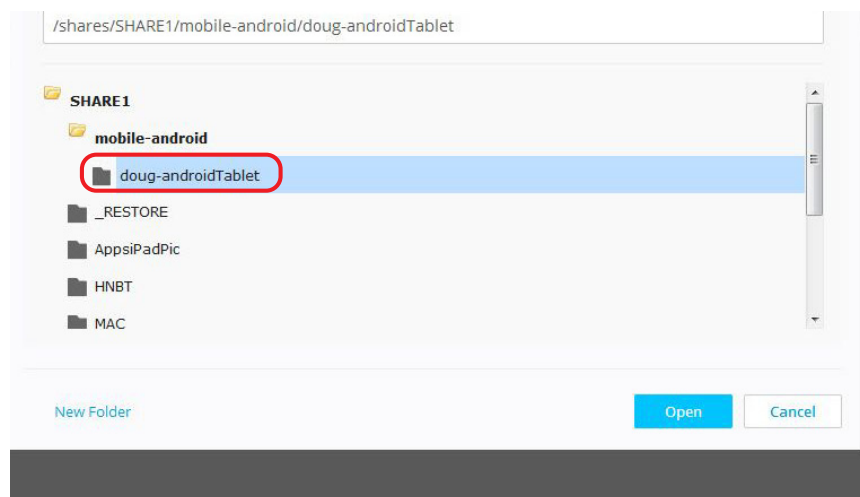 /shares/SHARE1/mobile-android/doug-androidTablet
SHARE1
mobile-android
doug-androidTablet
_RESTORE
AppsiPadPic
HNBT
MAC
New Folder
Open
Cancel